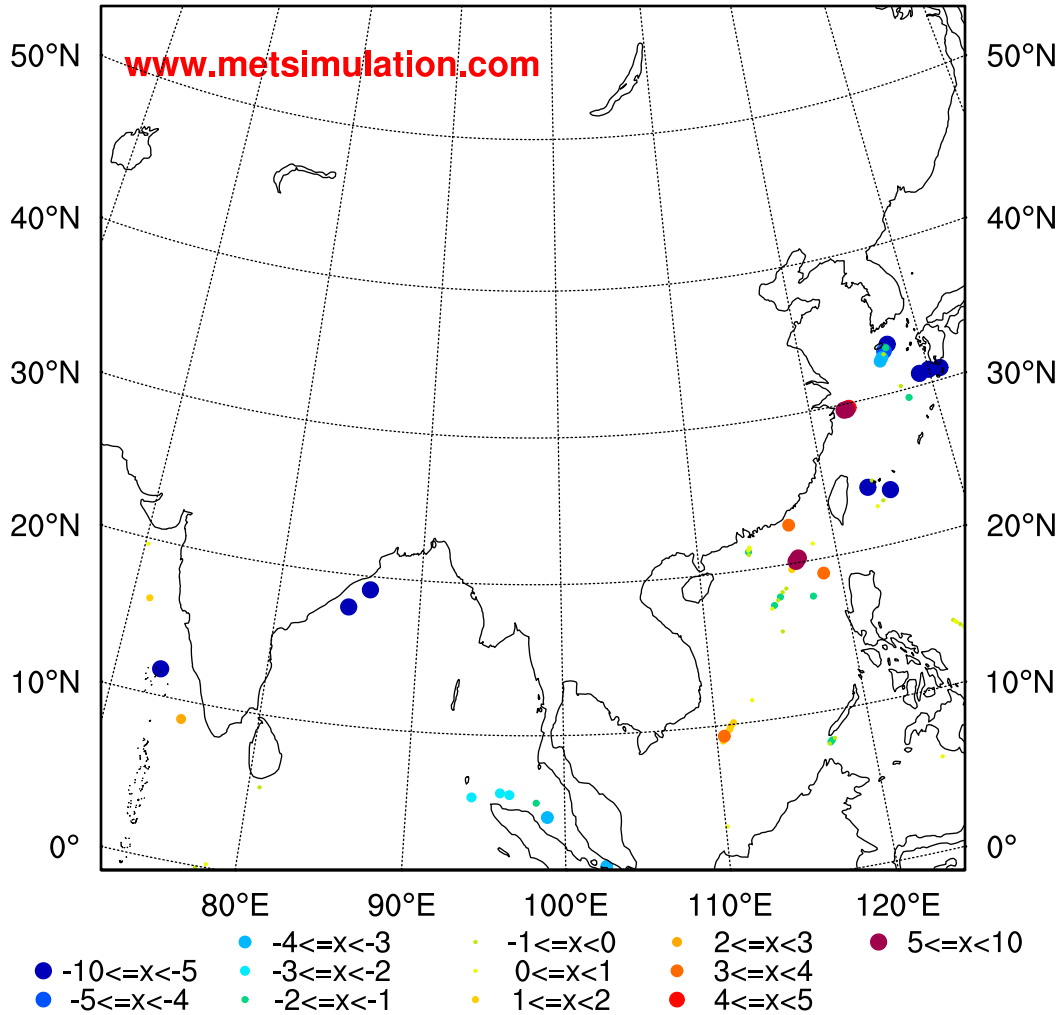 www.metsimulation.com
50°N 50°N
40°N 40°N
30°N 30°N
20°N 20°N
10°N 10°N
0° 0°
80°E 90°E 100°E 110°E 120°E
-4<=x<-3 -1<=x<0 2<=x<3 5<=x<10
-10<=x<-5 -3<=x<-2 0<=x<1 3<=x<4
-5<=x<-4 -2<=x<-1 1<=x<2 4<=x<5